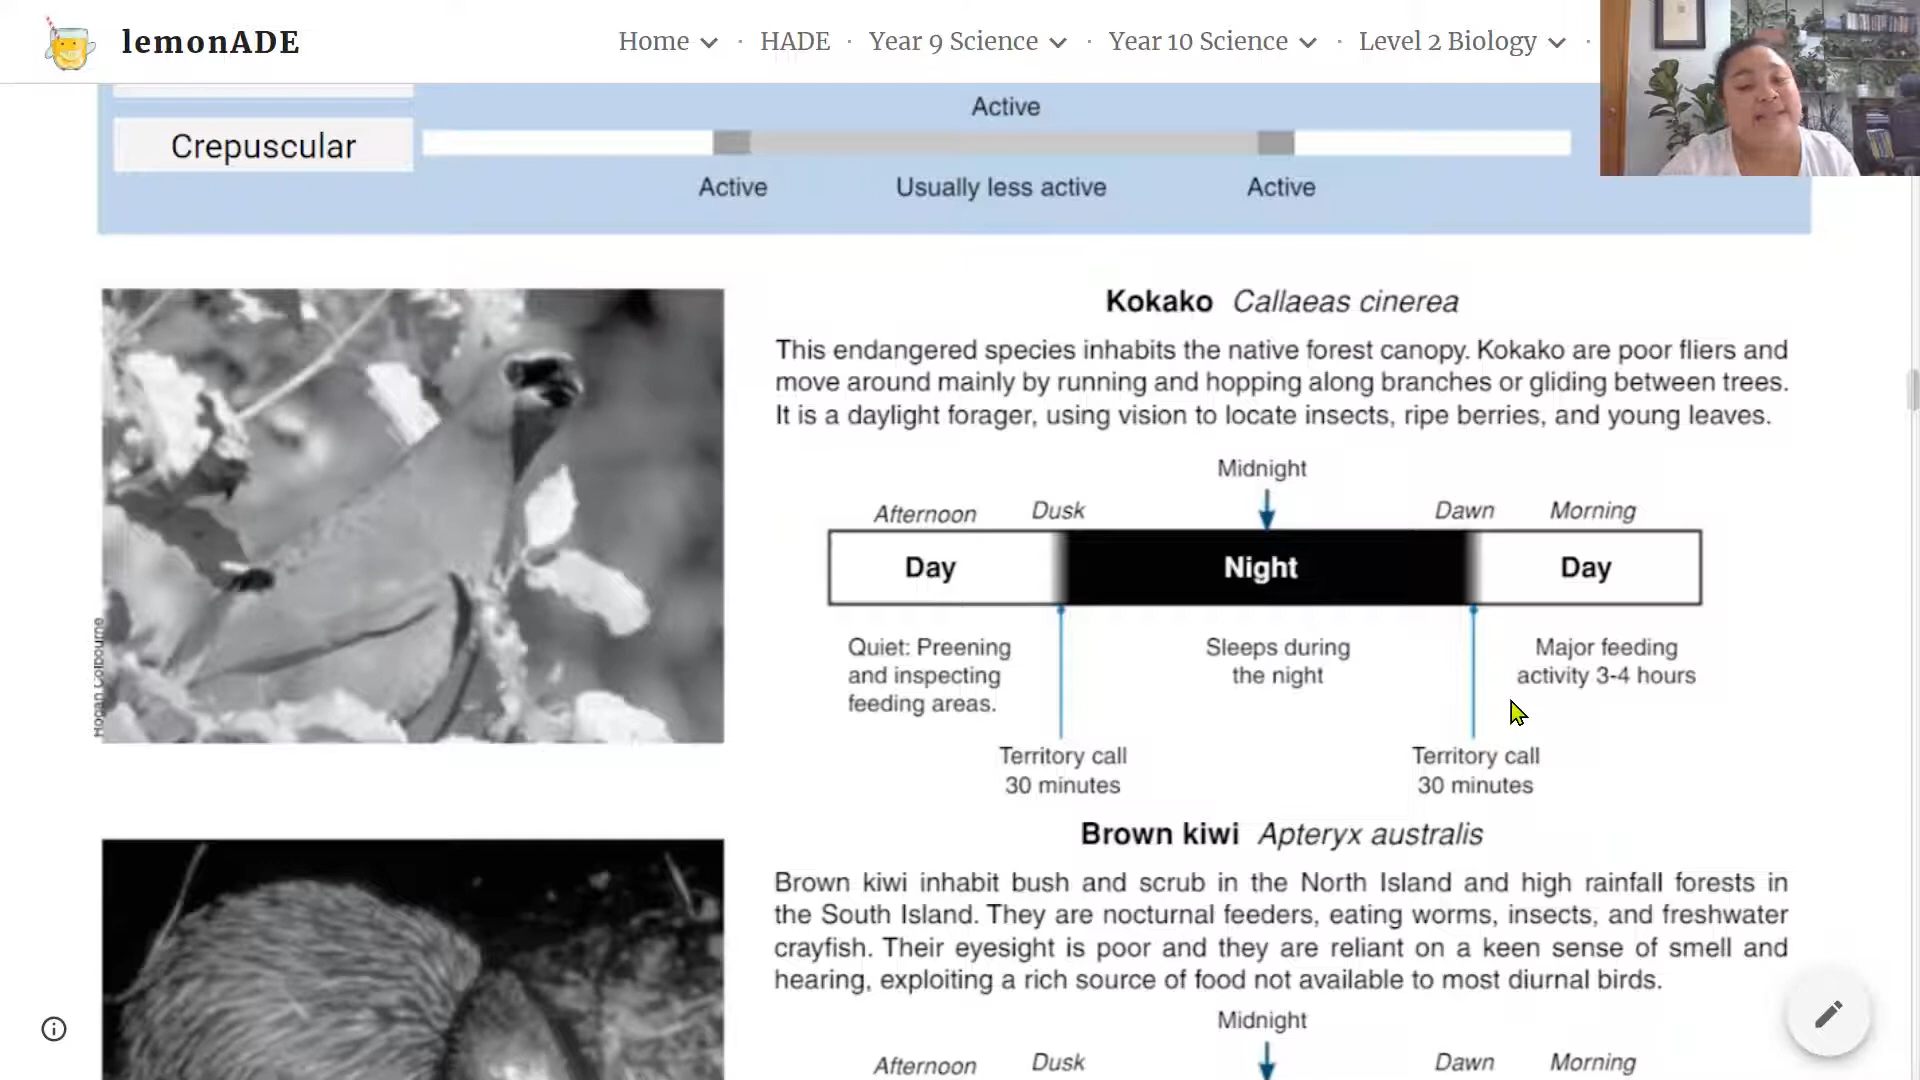 lemonADE
Home · HADE · Year 9 Science · Year 10 Science · Level 2 Biology ·
Active
Crepuscular
Active Usually less active Active
Kokako Callaeas cinerea
This endangered species inhabits the native forest canopy. Kokako are poor fliers and
move around mainly by running and hopping along branches or gliding between trees.
It is a daylight forager, using vision to locate insects, ripe berries, and young leaves.
Midnight
Afternoon Dusk Dawn Morning
Day Night Day
Quiet: Preening
and inspecting
feeding areas.
Sleeps during
the night
Major feeding
activity 3-4 hours
Territory call
30 minutes
Territory call
30 minutes
Hogan Colbourne
Brown kiwi Apteryx australis
Brown kiwi inhabit bush and scrub in the North Island and high rainfall forests in
the South Island. They are nocturnal feeders, eating worms, insects, and freshwater
crayfish. Their eyesight is poor and they are reliant on a keen sense of smell and
hearing, exploiting a rich source of food not available to most diurnal birds.
Midnight
Afternoon Dusk Dawn Morning